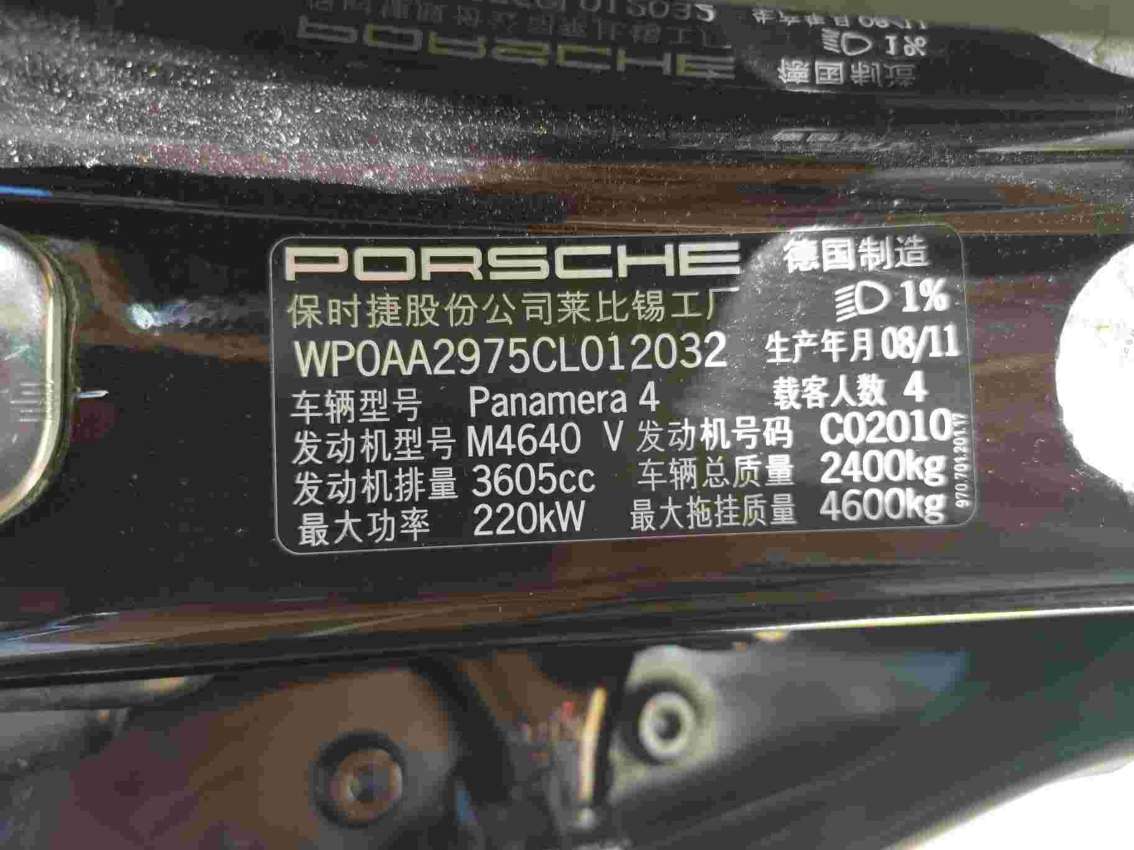 PORSCHE 德国制造
保时捷股份公司莱比锡工厂 1%
WP0AA2975CL012032 生产年月 08/11
车辆型号 Panamera 4 载客人数 4
发动机型号 M4640 V 发动机号码 C02010
发动机排量 3605cc 车辆总质量 2400kg
最大功率 220kW 最大拖挂质量 4600kg
970.701.201.17